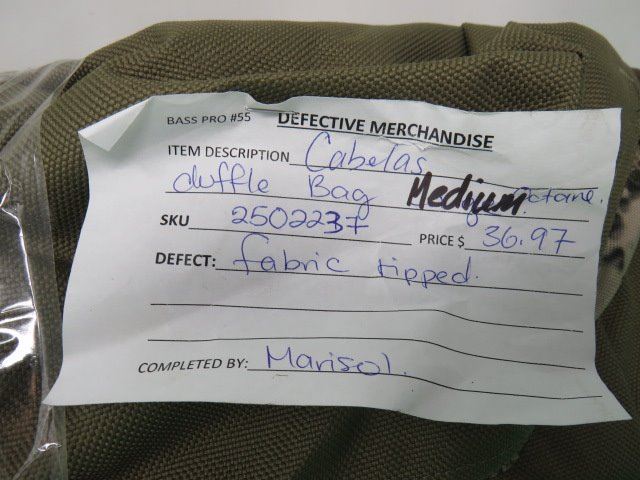 BASS PRO #55 DEFECTIVE MERCHANDISE
ITEM DESCRIPTION Cabelas
duffle Bag Medium
SKU 2502237 PRICE $ 36.97
DEFECT: fabric ripped.
COMPLETED BY: Marisol.